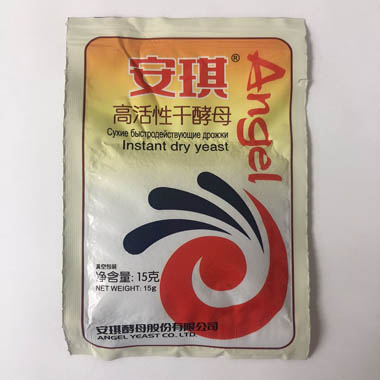 安琪®
Angel
高活性干酵母
Сухие быстродействующие дрожжи
Instant dry yeast
真空包装
净含量: 15克
NET WEIGHT: 15g
安琪酵母股份有限公司
ANGEL YEAST CO., LTD.